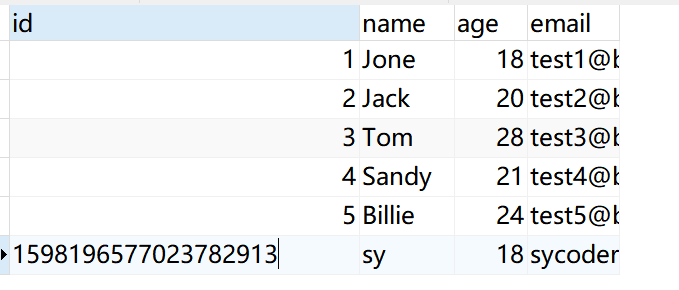 id name age email
1 Jone 18 test1@b
2 Jack 20 test2@b
3 Tom 28 test3@b
4 Sandy 21 test4@b
5 Billie 24 test5@b
1598196577023782913 sy 18 sycoder